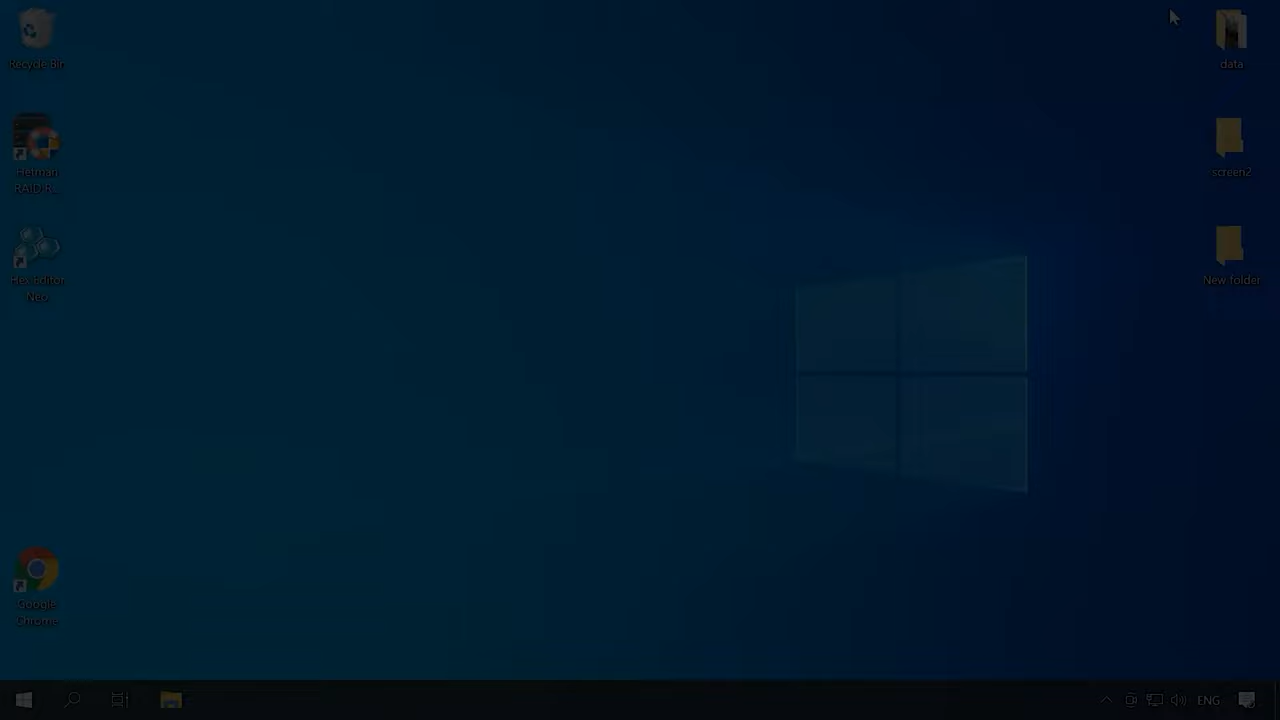 Recycle Bin
data
Hetman
RAID R...
screen2
Hex Editor
Neo
New folder
Google
Chrome
ENG